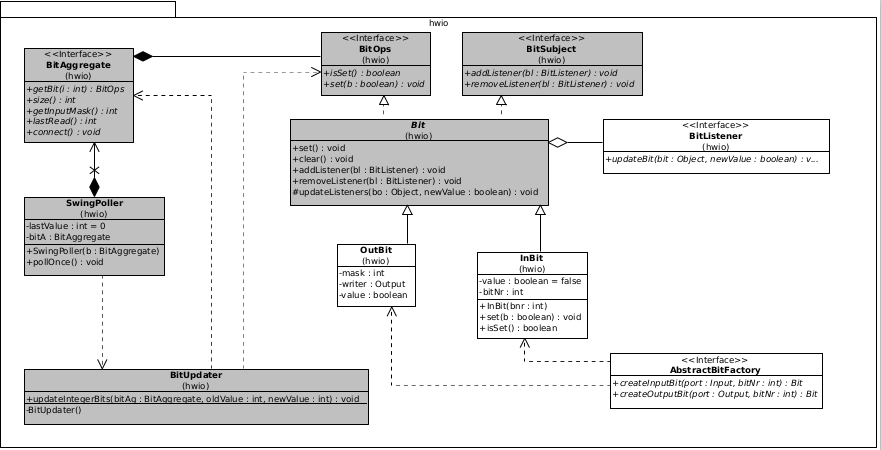 hwio
<<Interface>>
BitAggregate
(hwio)
+getBit(i : int) : BitOps
+size() : int
+getInputMask() : int
+lastRead() : int
+connect() : void
<<Interface>>
BitOps
(hwio)
+isSet() : boolean
+set(b : boolean) : void
<<Interface>>
BitSubject
(hwio)
+addListener(bl : BitListener) : void
+removeListener(bl : BitListener) : void
Bit
(hwio)
+set() : void
+clear() : void
+addListener(bl : BitListener) : void
+removeListener(bl : BitListener) : void
#updateListeners(bo : Object, newValue : boolean) : void
<<Interface>>
BitListener
(hwio)
+updateBit(bit : Object, newValue : boolean) : v...
SwingPoller
(hwio)
-lastValue : int = 0
-bitA : BitAggregate
+SwingPoller(b : BitAggregate)
+pollOnce() : void
OutBit
(hwio)
-mask : int
-writer : Output
-value : boolean
InBit
(hwio)
-value : boolean = false
-bitNr : int
+InBit(bnr : int)
+set(b : boolean) : void
+isSet() : boolean
BitUpdater
(hwio)
+updateIntegerBits(bitAg : BitAggregate, oldValue : int, newValue : int) : void
-BitUpdater()
<<Interface>>
AbstractBitFactory
(hwio)
+createInputBit(port : Input, bitNr : int) : Bit
+createOutputBit(port : Output, bitNr : int) : Bit